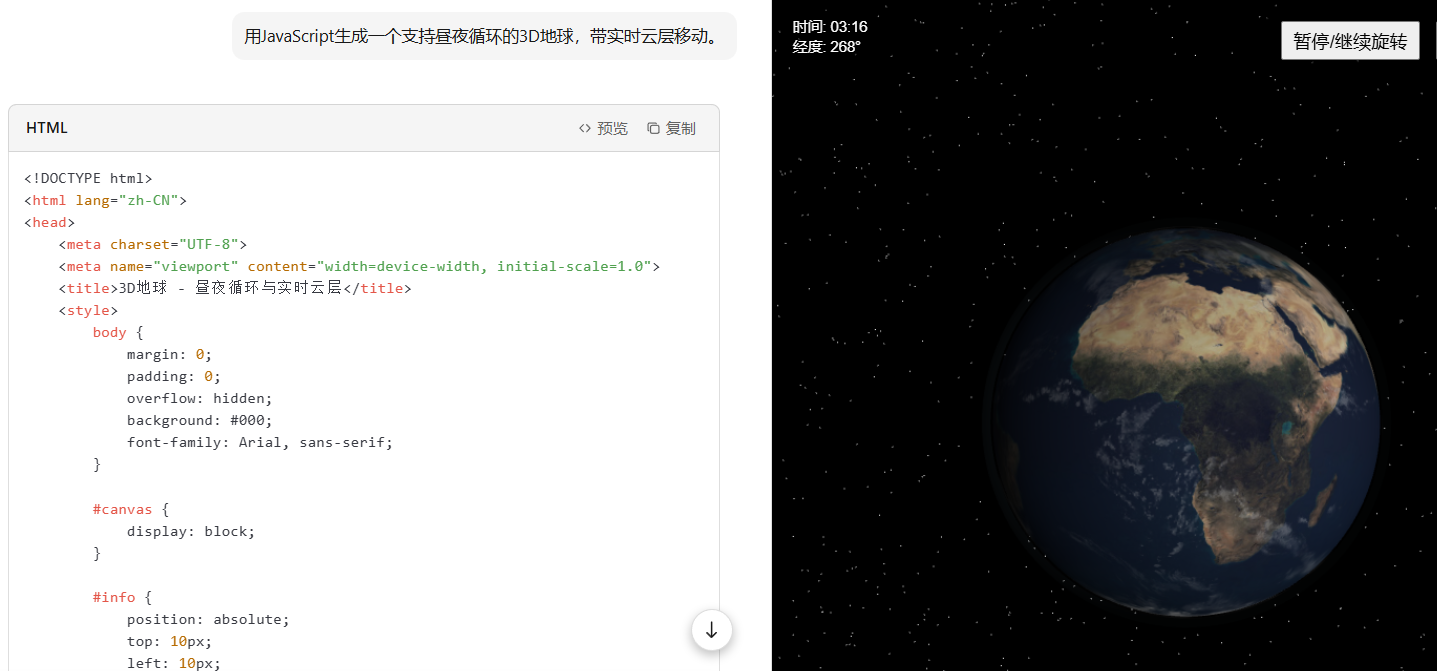 用JavaScript生成一个支持昼夜循环的3D地球，带实时云层移动。
HTML
<> 预览
复制
<!DOCTYPE html>
<html lang="zh-CN">
<head>
    <meta charset="UTF-8">
    <meta name="viewport" content="width=device-width, initial-scale=1.0">
    <title>3D地球 - 昼夜循环与实时云层</title>
    <style>
        body {
            margin: 0;
            padding: 0;
            overflow: hidden;
            background: #000;
            font-family: Arial, sans-serif;
        }

        #canvas {
            display: block;
        }

        #info {
            position: absolute;
            top: 10px;
            left: 10px;
时间: 03:16
经度: 268°
暂停/继续旋转